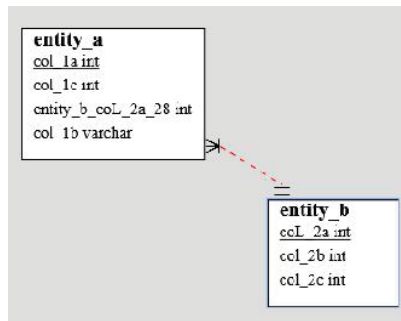 entity_a
col_1a int
col_1c int
entity_b_coL_2a_28 int
col_1b varchar
entity_b
coL_2a int
col_2b int
col_2c int